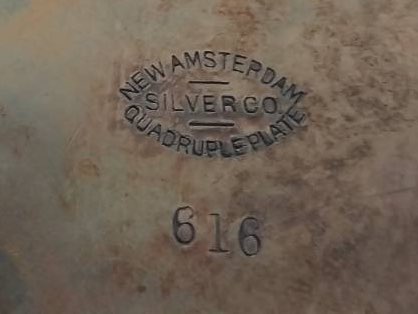 NEW AMSTERDAM
SILVER CO.
QUADRUPLE PLATE
616